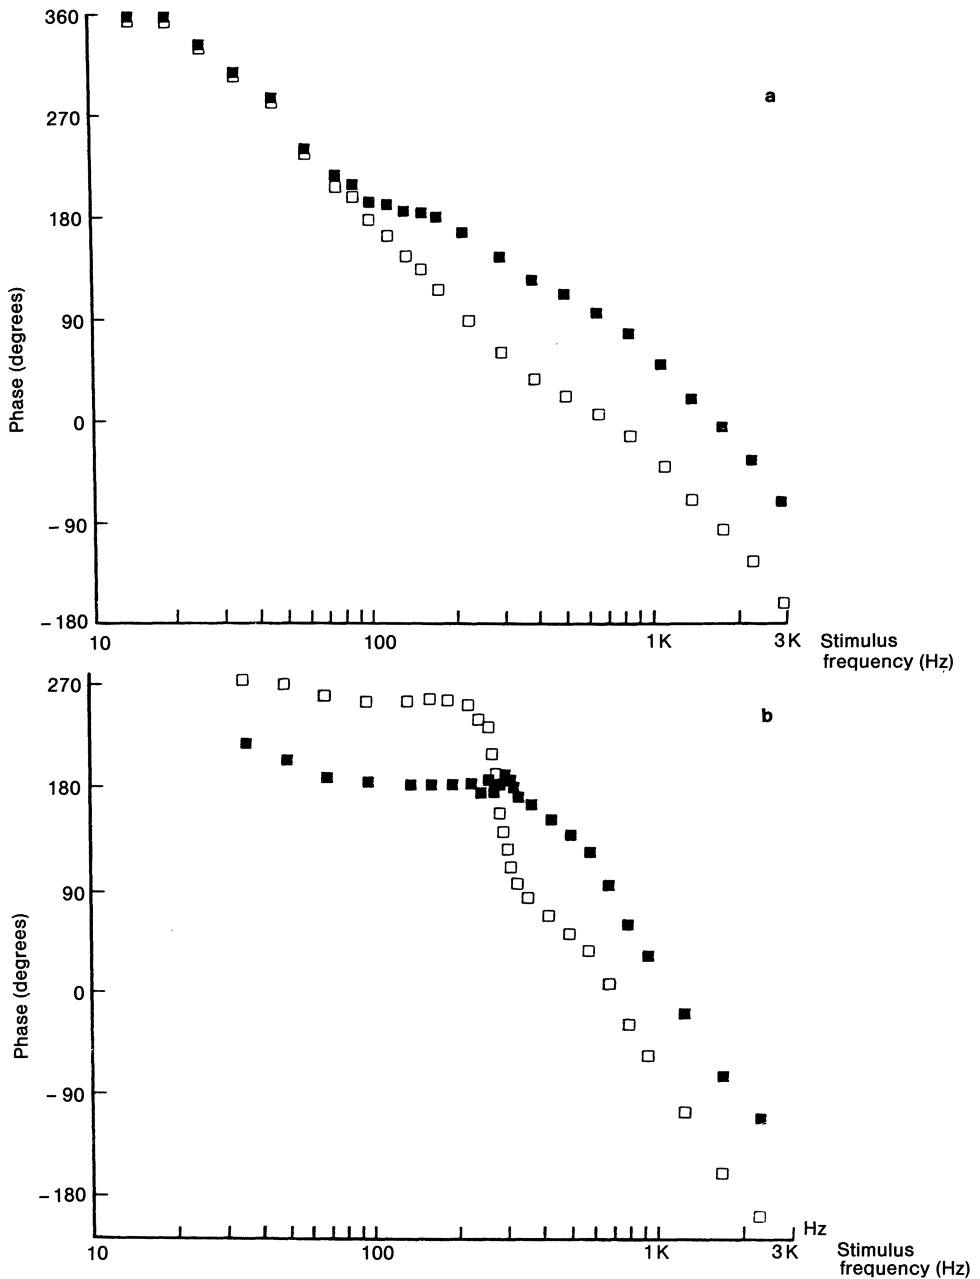 360
a
270
180
90
0
– 90
– 180
Phase (degrees)
10
100
1K
3K
Stimulus
frequency (Hz)
270
b
180
90
0
– 90
– 180
Phase (degrees)
Hz
10
100
1K
3K
Stimulus
frequency (Hz)